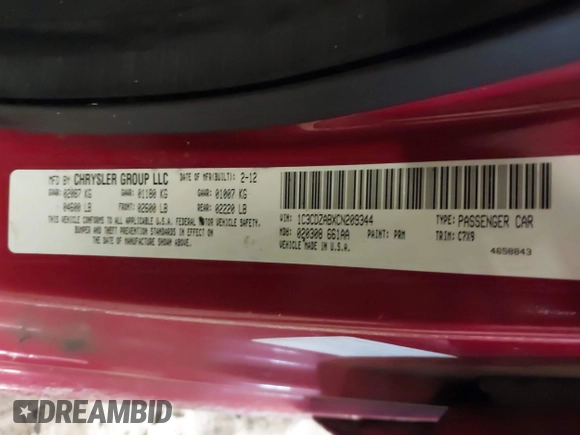 MFD BY CHRYSLER GROUP LLC DATE OF MFR(BUILT): 2-12
GVWR: 02087 KG GAWR: 01180 KG GAWR: 01007 KG
04600 LB FRONT: 02600 LB REAR: 02220 LB
THIS VEHICLE CONFORMS TO ALL APPLICABLE U.S.A. FEDERAL MOTOR VEHICLE SAFETY,
BUMPER AND THEFT PREVENTION STANDARDS IN EFFECT ON
THE DATE OF MANUFACTURE SHOWN ABOVE. MADE IN U.S.A.
VIN: 1C3CDZABXCN209344 TYPE: PASSENGER CAR
MDH: 020308 661AA PAINT: PRM TRIM: C7X9
4658843
DREAMBID